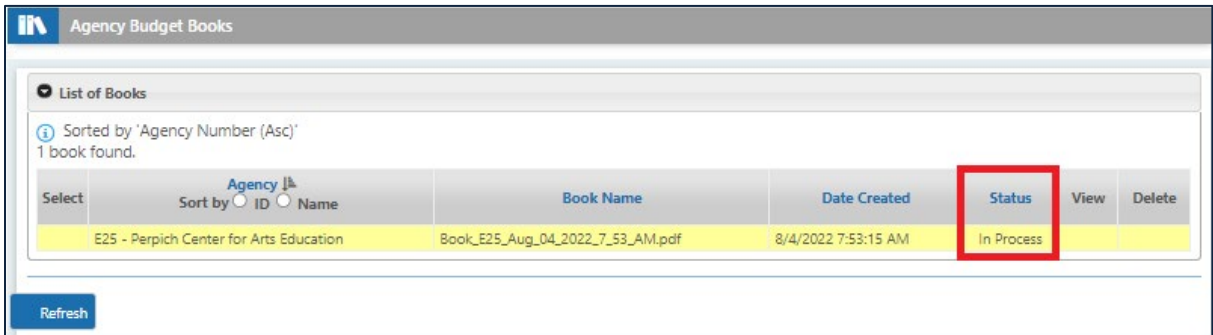 Agency Budget Books
List of Books
Sorted by 'Agency Number (Asc)'
1 book found.
Select Agency Sort by ID Name Book Name Date Created Status View Delete
E25 - Perpich Center for Arts Education Book_E25_Aug_04_2022_7_53_AM.pdf 8/4/2022 7:53:15 AM In Process
Refresh